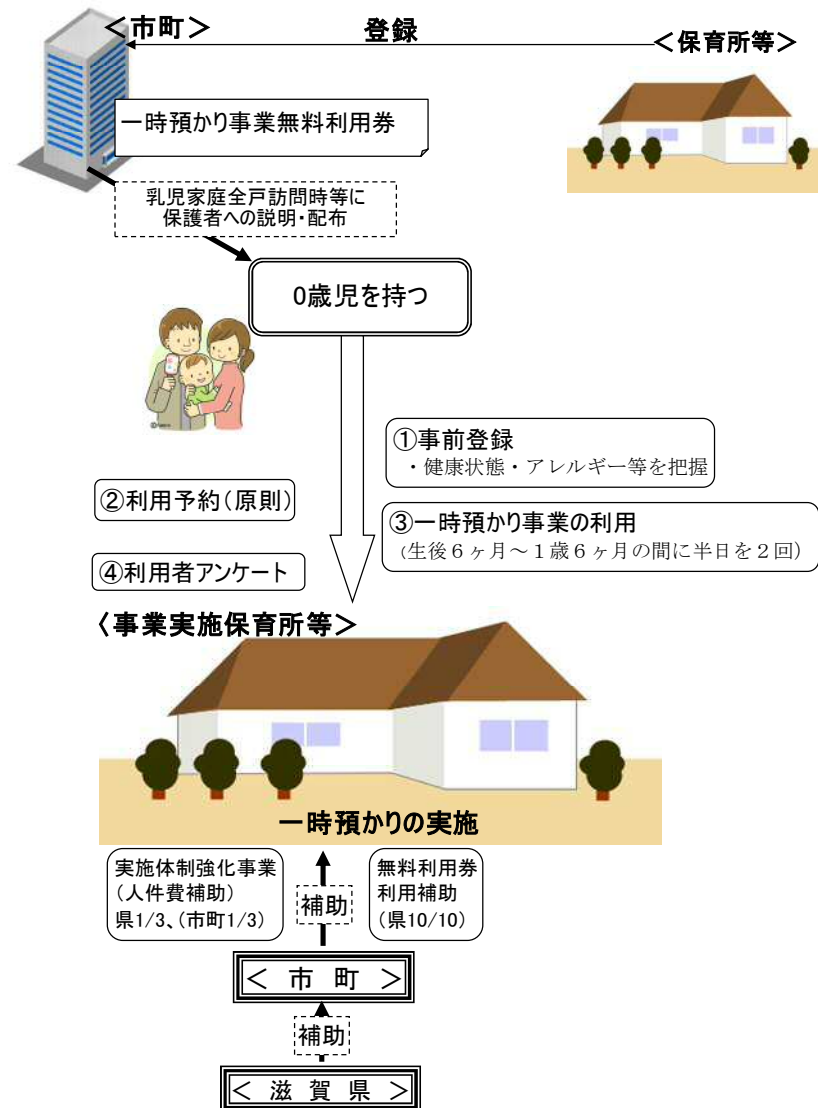 ＜市町＞
登録
＜保育所等＞
一時預かり事業無料利用券
乳児家庭全戸訪問時等に
保護者への説明・配布
0歳児を持つ
①事前登録
・健康状態・アレルギー等を把握
②利用予約(原則)
③一時預かり事業の利用
(生後６ヶ月～１歳６ヶ月の間に半日を２回)
④利用者アンケート
〈事業実施保育所等＞
一時預かりの実施
実施体制強化事業
(人件費補助)
県1/3、(市町1/3)
補助
無料利用券
利用補助
(県10/10)
＜ 市 町 ＞
補助
＜ 滋 賀 県 ＞